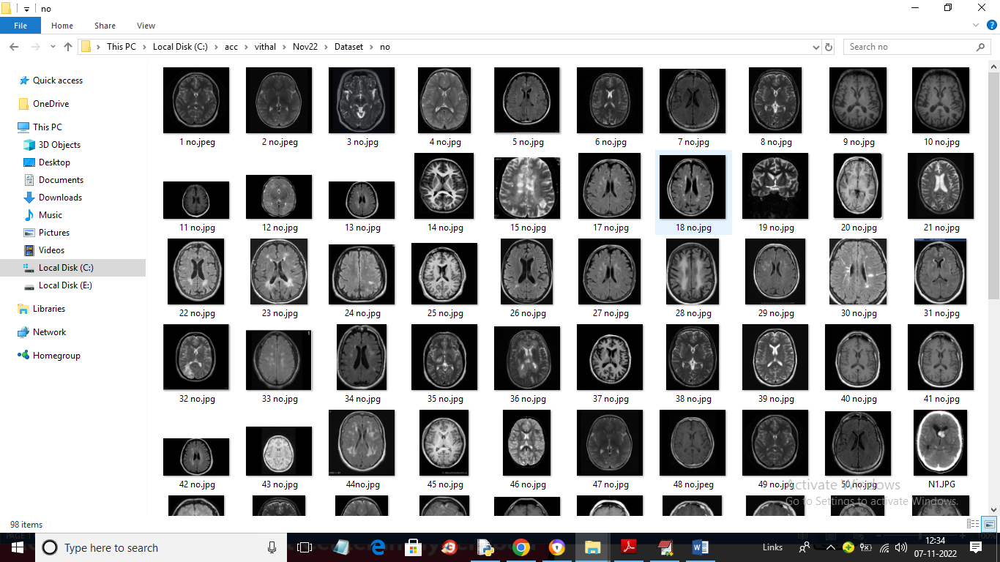 no
File Home Share View
This PC Local Disk (C:) acc vithal Nov22 Dataset no
Search no
Quick access
OneDrive
This PC
3D Objects
Desktop
Documents
Downloads
Music
Pictures
Videos
Local Disk (C:)
Local Disk (E:)
Libraries
Network
Homegroup
1 no.jpeg 2 no.jpeg 3 no.jpg 4 no.jpg 5 no.jpg 6 no.jpg 7 no.jpg 8 no.jpg 9 no.jpg 10 no.jpg
11 no.jpg 12 no.jpg 13 no.jpg 14 no.jpg 15 no.jpg 17 no.jpg 18 no.jpg 19 no.jpg 20 no.jpg 21 no.jpg
22 no.jpg 23 no.jpg 24 no.jpg 25 no.jpg 26 no.jpg 27 no.jpg 28 no.jpg 29 no.jpg 30 no.jpg 31 no.jpg
32 no.jpg 33 no.jpg 34 no.jpg 35 no.jpg 36 no.jpg 37 no.jpg 38 no.jpg 39 no.jpg 40 no.jpg 41 no.jpg
42 no.jpg 43 no.jpg 44no.jpg 45 no.jpg 46 no.jpg 47 no.jpg 48 no.jpeg 49 no.jpg 50 no.jpg N1.JPG
Activate Windows
Go to Settings to activate Windows.
98 items
Type here to search
Links
12:34
07-11-2022